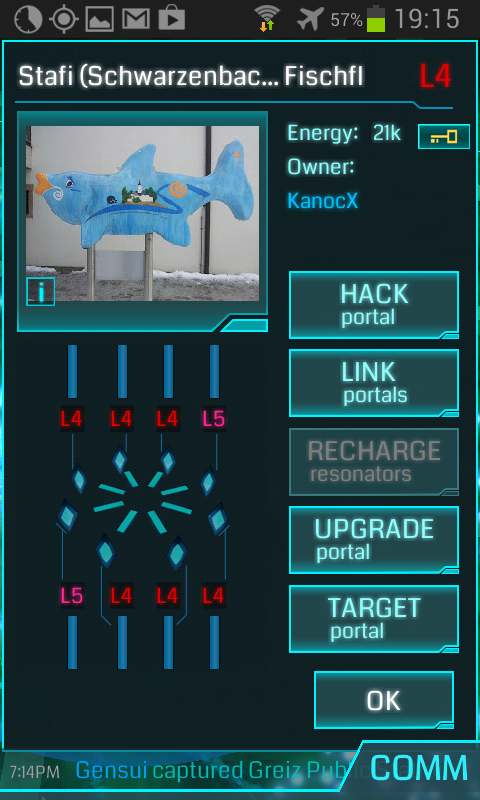 57% 19:15
Stafi (Schwarzenbac... Fischfl L4
Energy: 21k
Owner:
KanocX
i
HACK
portal
LINK
portals
L4 L4 L4 L5
RECHARGE
resonators
UPGRADE
portal
L5 L4 L4 L4
TARGET
portal
OK
7:14PM Gensui captured Greiz Pub
COMM